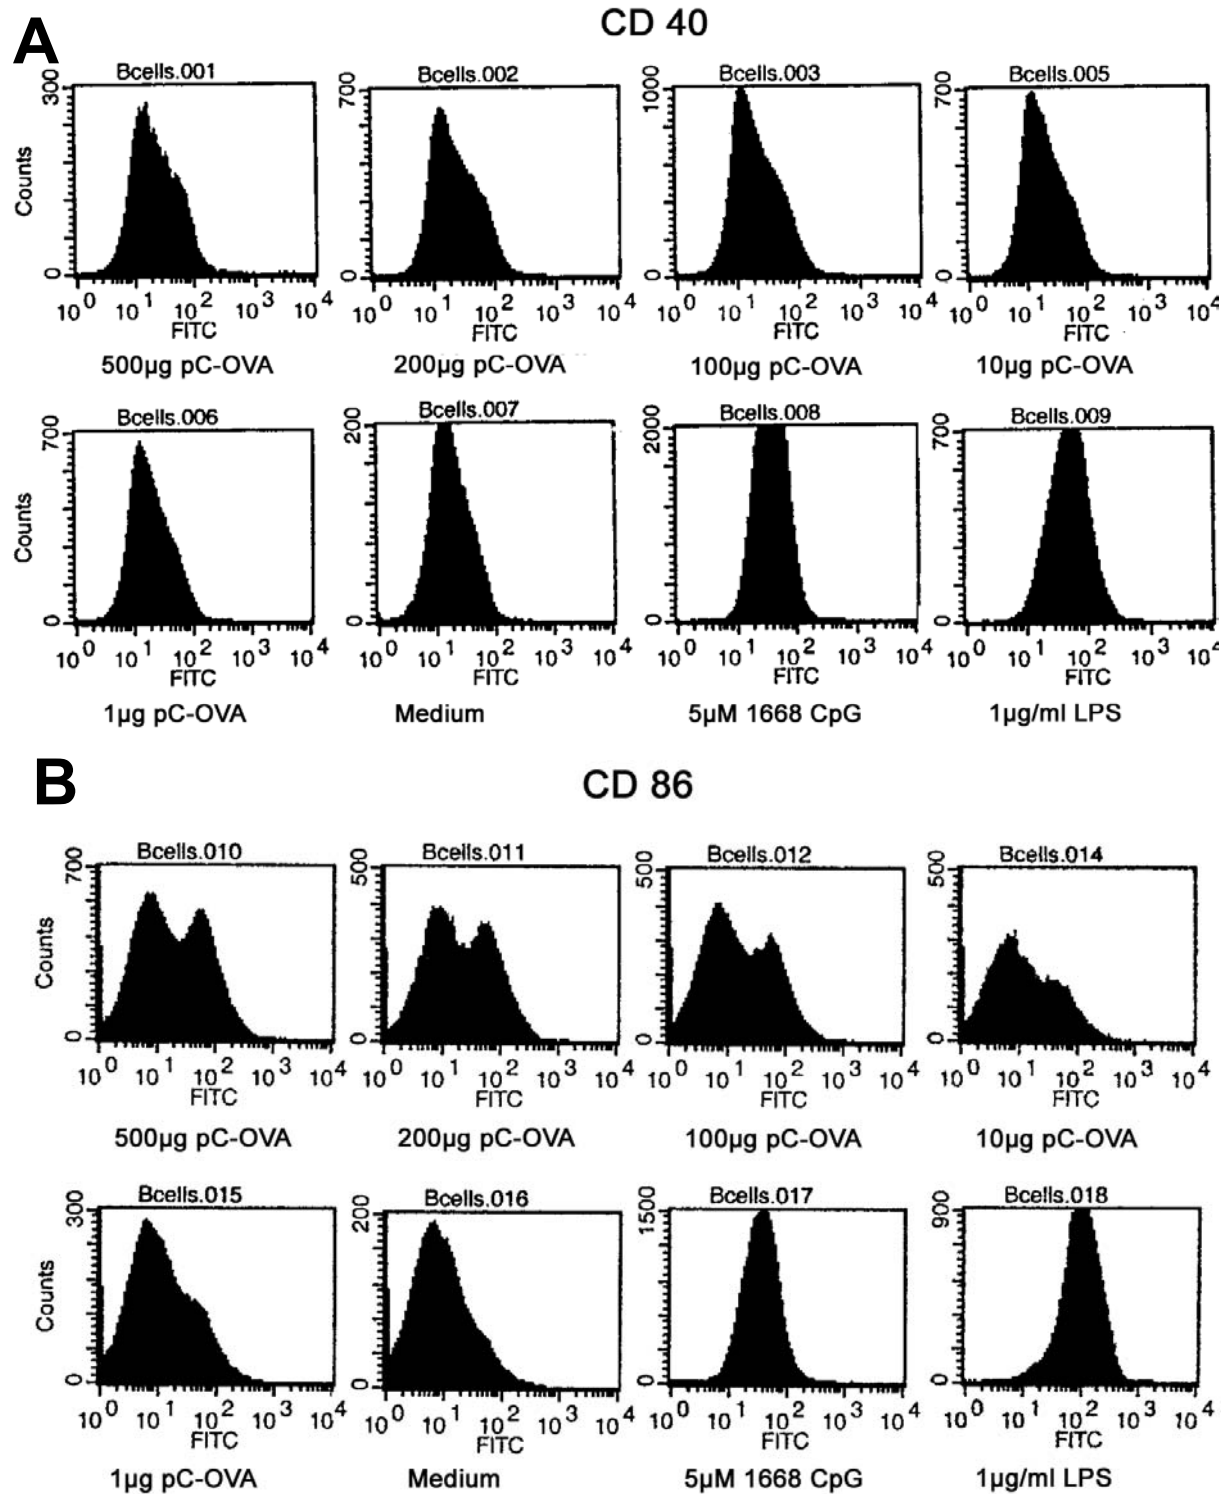 A
CD 40
Bcells.001 Bcells.002 Bcells.003 Bcells.005
300 700 1000 700
Counts
0 0 0 0
10^0 10^1 10^2 10^3 10^4 10^0 10^1 10^2 10^3 10^4 10^0 10^1 10^2 10^3 10^4 10^0 10^1 10^2 10^3 10^4
FITC FITC FITC FITC
500µg pC-OVA 200µg pC-OVA 100µg pC-OVA 10µg pC-OVA
Bcells.006 Bcells.007 Bcells.008 Bcells.009
700 200 2000 700
Counts
0 0 0 0
10^0 10^1 10^2 10^3 10^4 10^0 10^1 10^2 10^3 10^4 10^0 10^1 10^2 10^3 10^4 10^0 10^1 10^2 10^3 10^4
FITC FITC FITC FITC
1µg pC-OVA Medium 5µM 1668 CpG 1µg/ml LPS
B
CD 86
Bcells.010 Bcells.011 Bcells.012 Bcells.014
700 500 500 500
Counts
0 0 0 0
10^0 10^1 10^2 10^3 10^4 10^0 10^1 10^2 10^3 10^4 10^0 10^1 10^2 10^3 10^4 10^0 10^1 10^2 10^3 10^4
FITC FITC FITC FITC
500µg pC-OVA 200µg pC-OVA 100µg pC-OVA 10µg pC-OVA
Bcells.015 Bcells.016 Bcells.017 Bcells.018
300 200 1500 900
Counts
0 0 0 0
10^0 10^1 10^2 10^3 10^4 10^0 10^1 10^2 10^3 10^4 10^0 10^1 10^2 10^3 10^4 10^0 10^1 10^2 10^3 10^4
FITC FITC FITC FITC
1µg pC-OVA Medium 5µM 1668 CpG 1µg/ml LPS